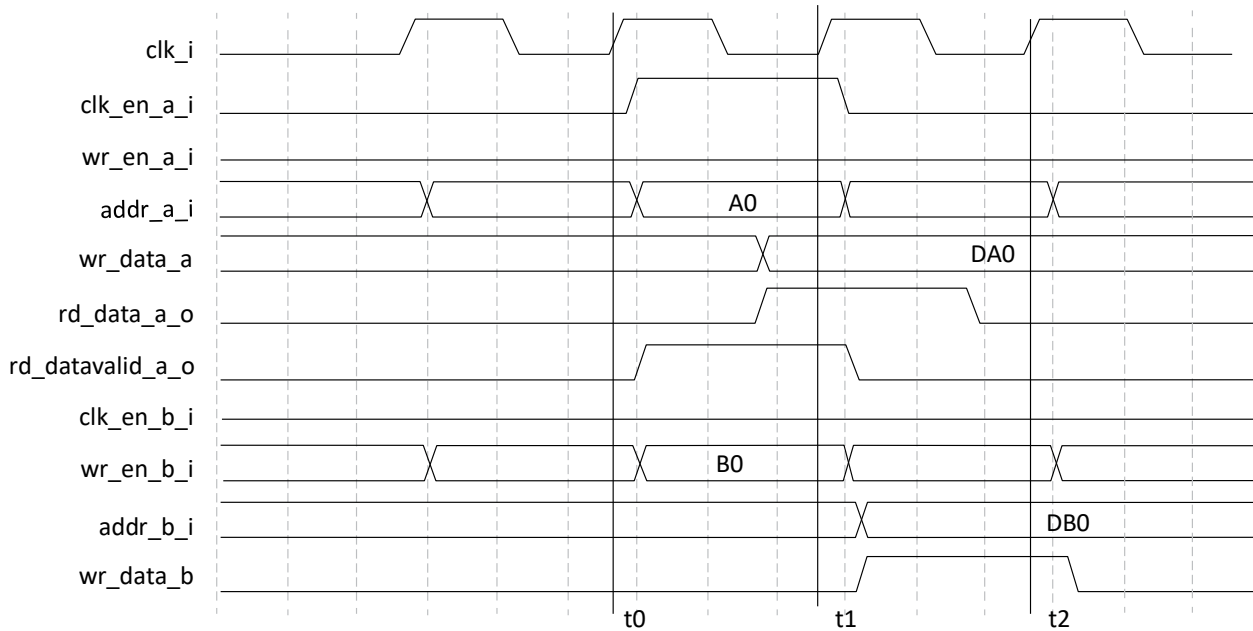 clk_i
clk_en_a_i
wr_en_a_i
addr_a_i
A0
wr_data_a
DA0
rd_data_a_o
rd_datavalid_a_o
clk_en_b_i
wr_en_b_i
B0
addr_b_i
DB0
wr_data_b
t0 t1 t2